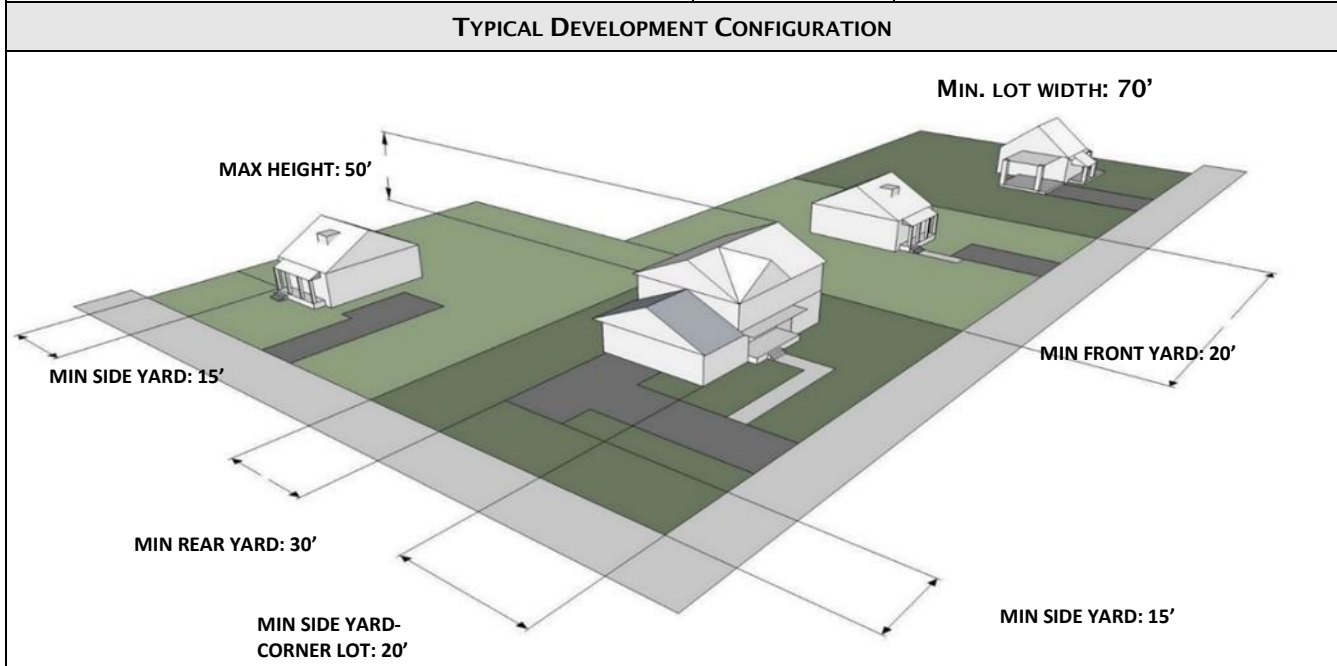 TYPICAL DEVELOPMENT CONFIGURATION
MIN. LOT WIDTH: 70’
MAX HEIGHT: 50’
MIN SIDE YARD: 15’
MIN FRONT YARD: 20’
MIN REAR YARD: 30’
MIN SIDE YARD-
CORNER LOT: 20’
MIN SIDE YARD: 15’